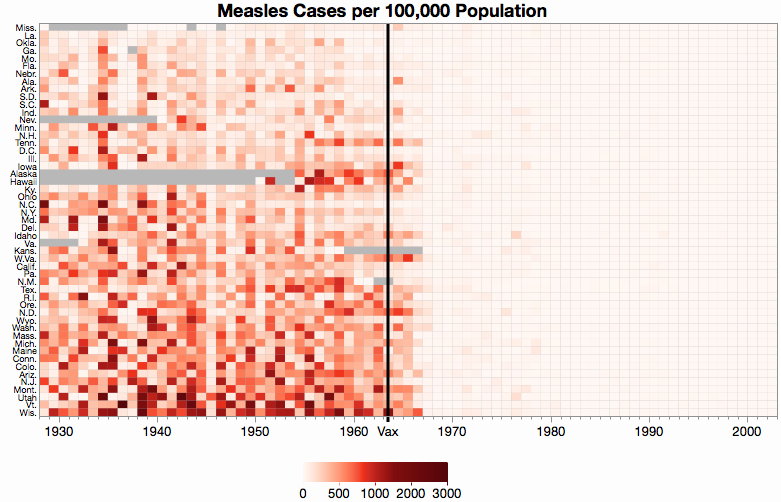 Measles Cases per 100,000 Population
Miss.
La.
Okla.
Ga.
Mo.
Fla.
Nebr.
Ala.
Ark.
S.D.
S.C.
Ind.
Nev.
Minn.
N.H.
Tenn.
D.C.
Ill.
Iowa
Alaska
Hawaii
Ky.
Ohio
N.C.
N.Y.
Md.
Del.
Idaho
Va.
Kans.
W.Va.
Calif.
Pa.
N.M.
Tex.
R.I.
Ore.
N.D.
Wyo.
Wash.
Mass.
Mich.
Maine
Conn.
Colo.
Ariz.
N.J.
Mont.
Utah
Vt.
Wis.
1930 1940 1950 1960 Vax 1970 1980 1990 2000
0 500 1000 2000 3000